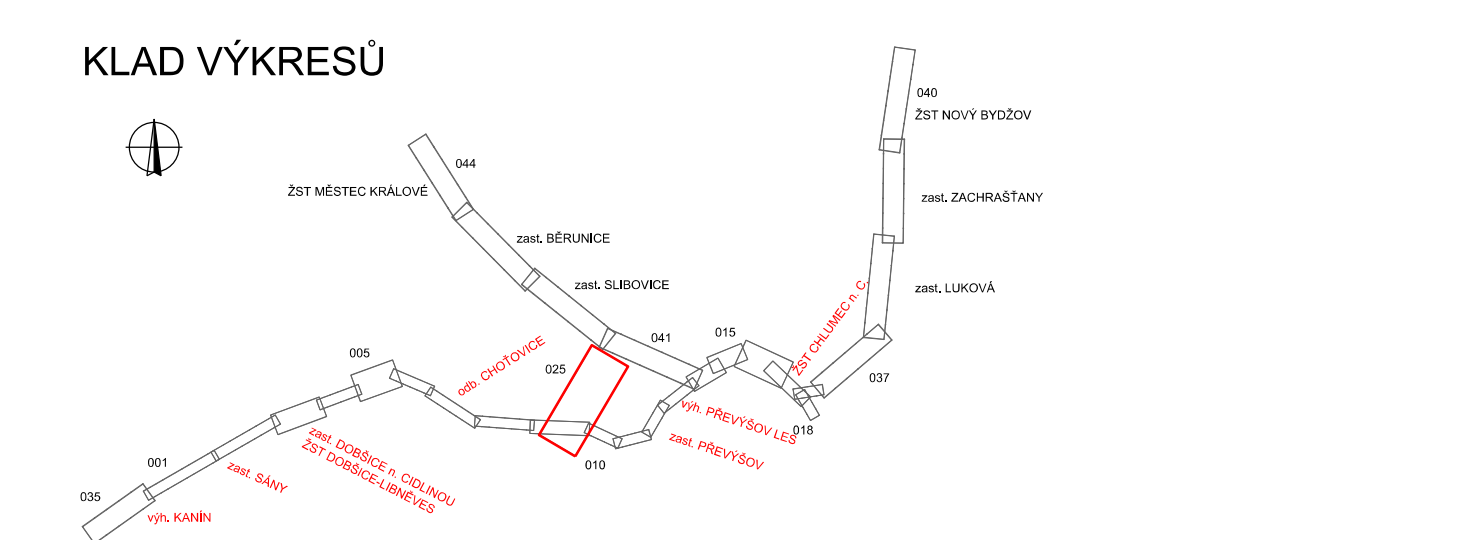 KLAD VÝKRESŮ
040
ŽST NOVÝ BYDŽOV
044
ŽST MĚSTEC KRÁLOVÉ
zast. ZACHRAŠŤANY
zast. BĚRUNICE
zast. SLIBOVICE
zast. LUKOVÁ
ŽST CHLUMEC n. C.
015
041
005
odb. CHOŤOVICE
025
037
výh. PŘEVÝŠOV LES
018
zast. PŘEVÝŠOV
010
zast. DOBŠICE n. CIDLINOU
ŽST DOBŠICE-LIBNĚVES
001
zast. SÁNY
035
výh. KANÍN